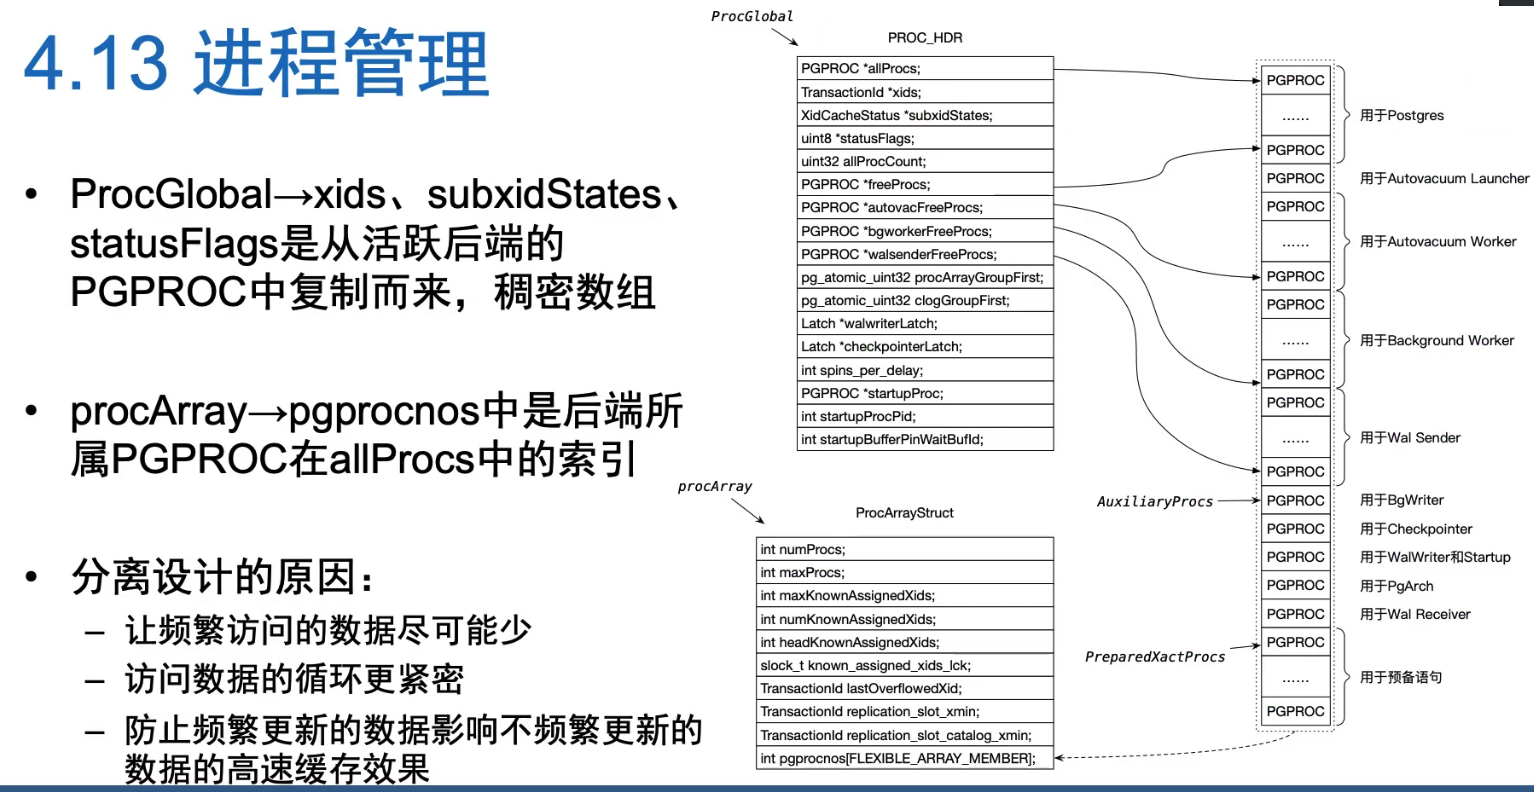 4.13 进程管理
• ProcGlobal→xids、subxidStates、
statusFlags是从活跃后端的
PGPROC中复制而来，稠密数组
• procArray→pgprocnos中是后端所
属PGPROC在allProcs中的索引
• 分离设计的原因：
– 让频繁访问的数据尽可能少
– 访问数据的循环更紧密
– 防止频繁更新的数据影响不频繁更新的
数据的高速缓存效果
ProcGlobal
PROC_HDR
PGPROC *allProcs;
TransactionId *xids;
XidCacheStatus *subxidStates;
uint8 *statusFlags;
uint32 allProcCount;
PGPROC *freeProcs;
PGPROC *autovacFreeProcs;
PGPROC *bgworkerFreeProcs;
PGPROC *walsenderFreeProcs;
pg_atomic_uint32 procArrayGroupFirst;
pg_atomic_uint32 clogGroupFirst;
Latch *walwriterLatch;
Latch *checkpointerLatch;
int spins_per_delay;
PGPROC *startupProc;
int startupProcPid;
int startupBufferPinWaitBufId;
procArray
ProcArrayStruct
int numProcs;
int maxProcs;
int maxKnownAssignedXids;
int numKnownAssignedXids;
int headKnownAssignedXids;
slock_t known_assigned_xids_lck;
TransactionId lastOverflowedXid;
TransactionId replication_slot_xmin;
TransactionId replication_slot_catalog_xmin;
int pgprocnos[FLEXIBLE_ARRAY_MEMBER];
PGPROC
......
用于Postgres
PGPROC
PGPROC
用于Autovacuum Launcher
PGPROC
......
用于Autovacuum Worker
PGPROC
PGPROC
......
用于Background Worker
PGPROC
PGPROC
......
用于Wal Sender
PGPROC
AuxiliaryProcs
PGPROC
用于BgWriter
PGPROC
用于Checkpointer
PGPROC
用于WalWriter和Startup
PGPROC
用于PgArch
PGPROC
用于Wal Receiver
PreparedXactProcs
PGPROC
......
用于预备语句
PGPROC